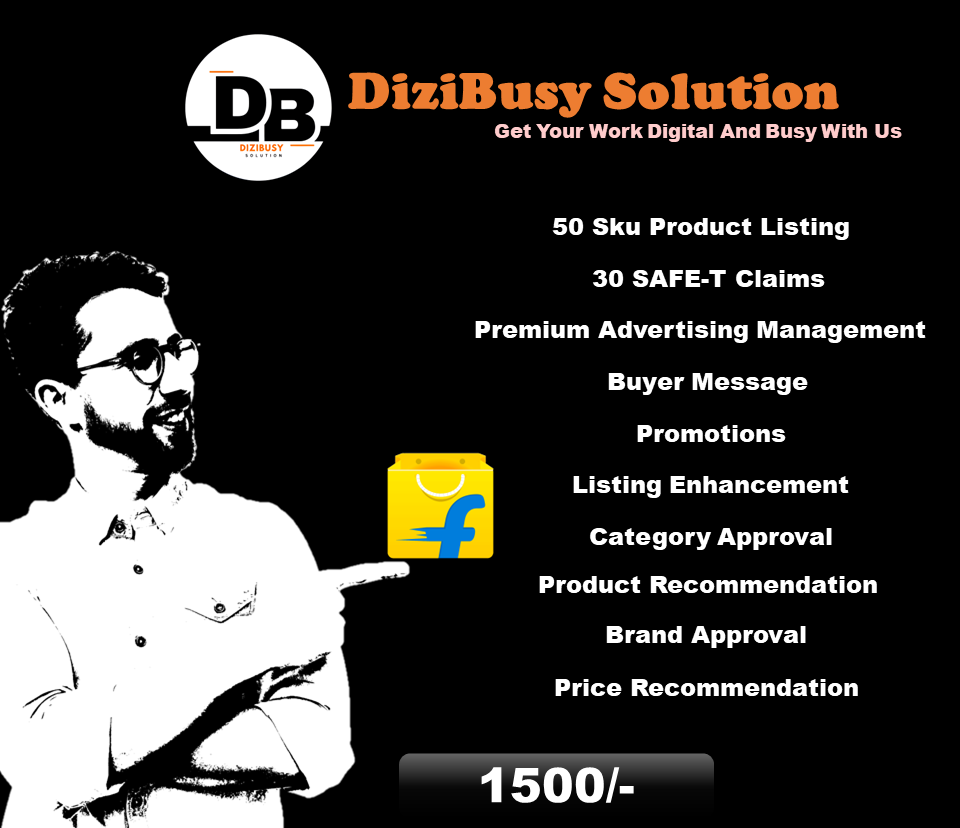 DB
DIZIBUSY
SOLUTION
DiziBusy Solution
Get Your Work Digital And Busy With Us
50 Sku Product Listing
30 SAFE-T Claims
Premium Advertising Management
Buyer Message
Promotions
Listing Enhancement
Category Approval
Product Recommendation
Brand Approval
Price Recommendation
f
1500/-